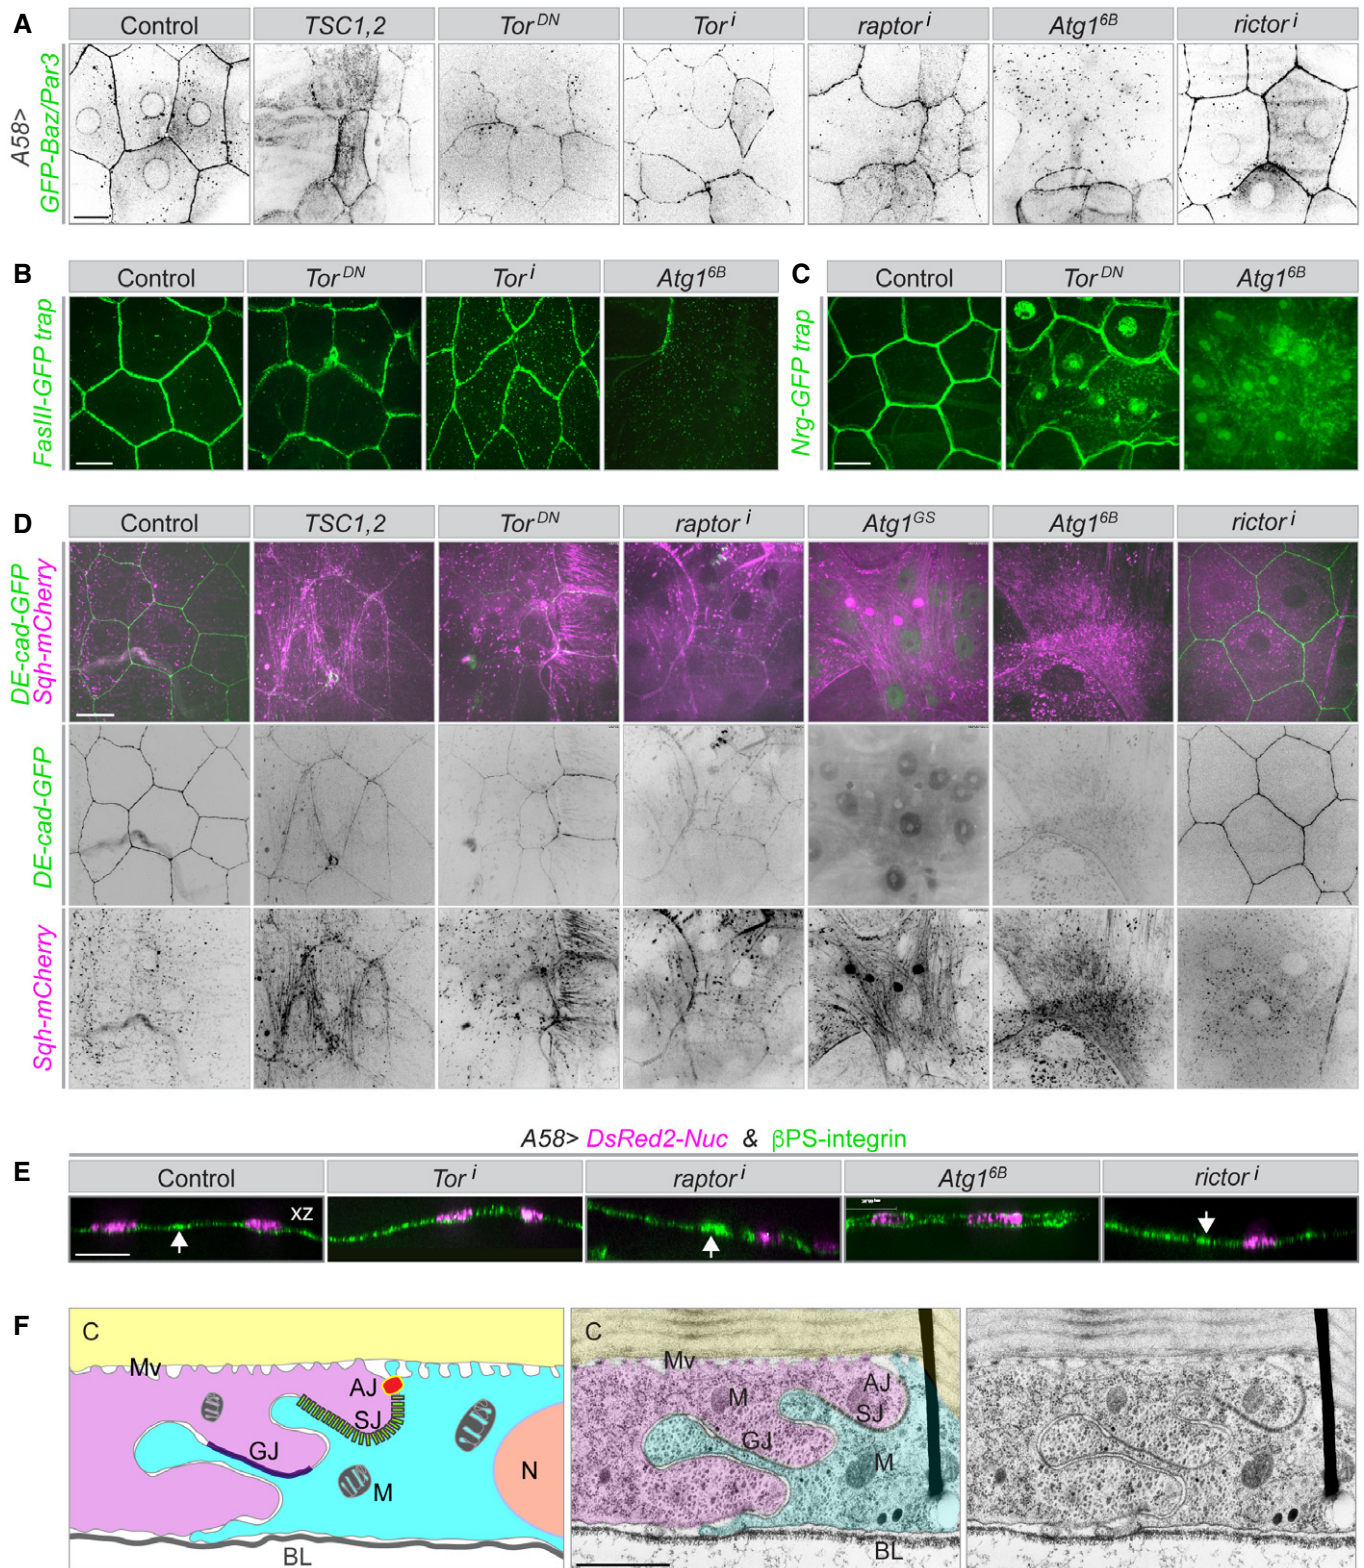 A
Control
TSC1,2
Tor DN
Tor i
raptor i
Atg1 6B
rictor i
A58>
GFP-Baz/Par3
B
Control
Tor DN
Tor i
Atg1 6B
FasIII-GFP trap
C
Control
Tor DN
Atg1 6B
Nrg-GFP trap
D
Control
TSC1,2
Tor DN
raptor i
Atg1 GS
Atg1 6B
rictor i
DE-cad-GFP
Sqh-mCherry
DE-cad-GFP
Sqh-mCherry
A58> DsRed2-Nuc & βPS-integrin
E
Control
Tor i
raptor i
Atg1 6B
rictor i
xz
F
C
Mv
AJ
SJ
GJ
M
N
BL
C
Mv
M
AJ
SJ
GJ
M
BL